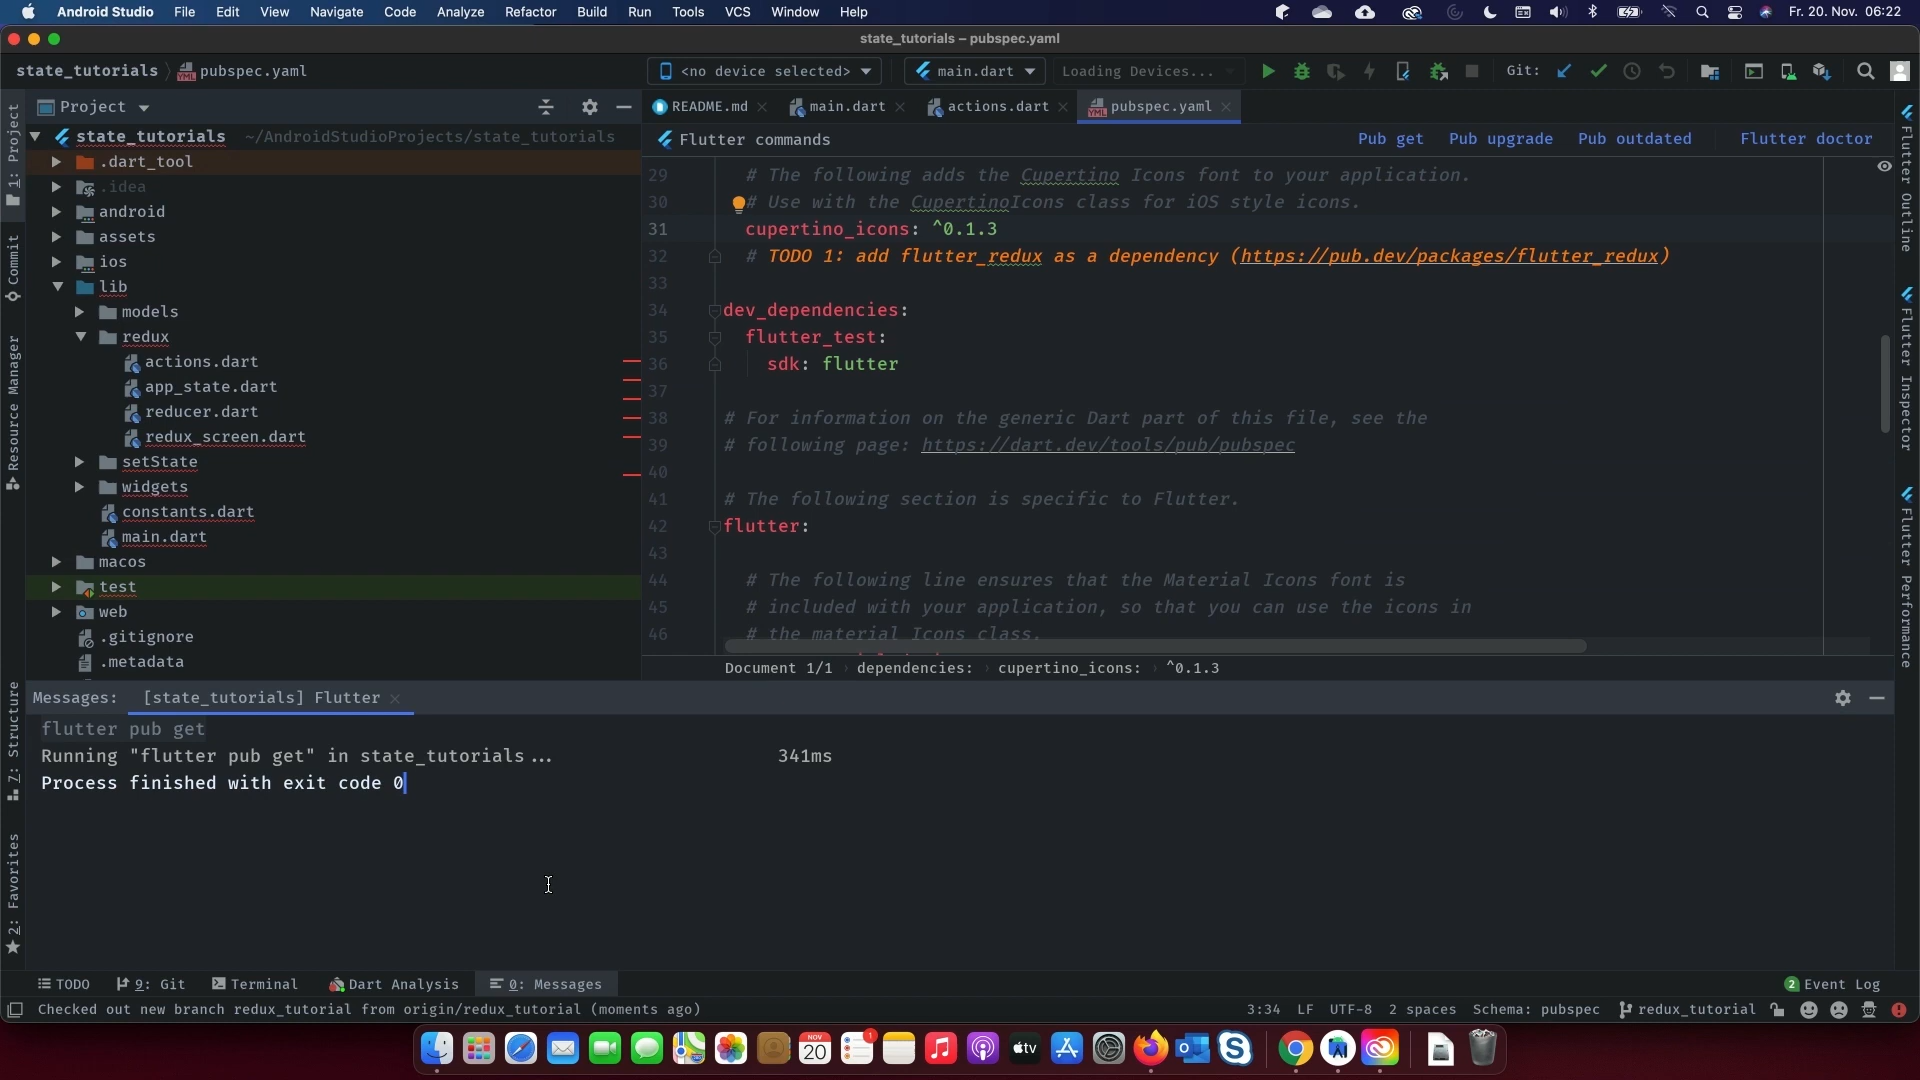 Android Studio File Edit View Navigate Code Analyze Refactor Build Run Tools VCS Window Help Fr. 20. Nov. 06:22
state_tutorials – pubspec.yaml
state_tutorials pubspec.yaml <no device selected> main.dart Loading Devices... Git:
Project README.md main.dart actions.dart pubspec.yaml
Flutter commands Pub get Pub upgrade Pub outdated Flutter doctor
1: Project
Commit
Resource Manager
7: Structure
2: Favorites
state_tutorials ~/AndroidStudioProjects/state_tutorials
.dart_tool
.idea
android
assets
ios
lib
models
redux
actions.dart
app_state.dart
reducer.dart
redux_screen.dart
setState
widgets
constants.dart
main.dart
macos
test
web
.gitignore
.metadata
29 # The following adds the Cupertino Icons font to your application.
30 # Use with the CupertinoIcons class for iOS style icons.
31 cupertino_icons: ^0.1.3
32 # TODO 1: add flutter_redux as a dependency (https://pub.dev/packages/flutter_redux)
33
34 dev_dependencies:
35 flutter_test:
36 sdk: flutter
37
38 # For information on the generic Dart part of this file, see the
39 # following page: https://dart.dev/tools/pub/pubspec
40
41 # The following section is specific to Flutter.
42 flutter:
43
44 # The following line ensures that the Material Icons font is
45 # included with your application, so that you can use the icons in
46 # the material Icons class.
Document 1/1 › dependencies: › cupertino_icons: › ^0.1.3
Flutter Outline
Flutter Inspector
Flutter Performance
Messages: [state_tutorials] Flutter
flutter pub get
Running "flutter pub get" in state_tutorials... 341ms
Process finished with exit code 0
TODO 9: Git Terminal Dart Analysis 0: Messages 2 Event Log
Checked out new branch redux_tutorial from origin/redux_tutorial (moments ago) 3:34 LF UTF-8 2 spaces Schema: pubspec redux_tutorial
NOV
20
1
tv